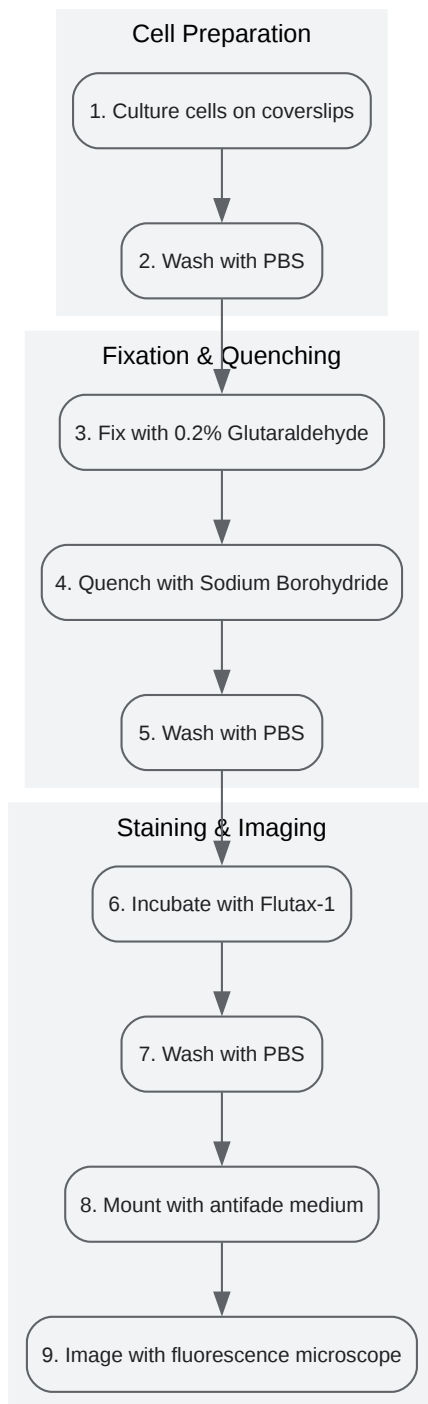 Cell Preparation
1. Culture cells on coverslips
2. Wash with PBS
Fixation & Quenching
3. Fix with 0.2% Glutaraldehyde
4. Quench with Sodium Borohydride
5. Wash with PBS
Staining & Imaging
6. Incubate with Flutax-1
7. Wash with PBS
8. Mount with antifade medium
9. Image with fluorescence microscope